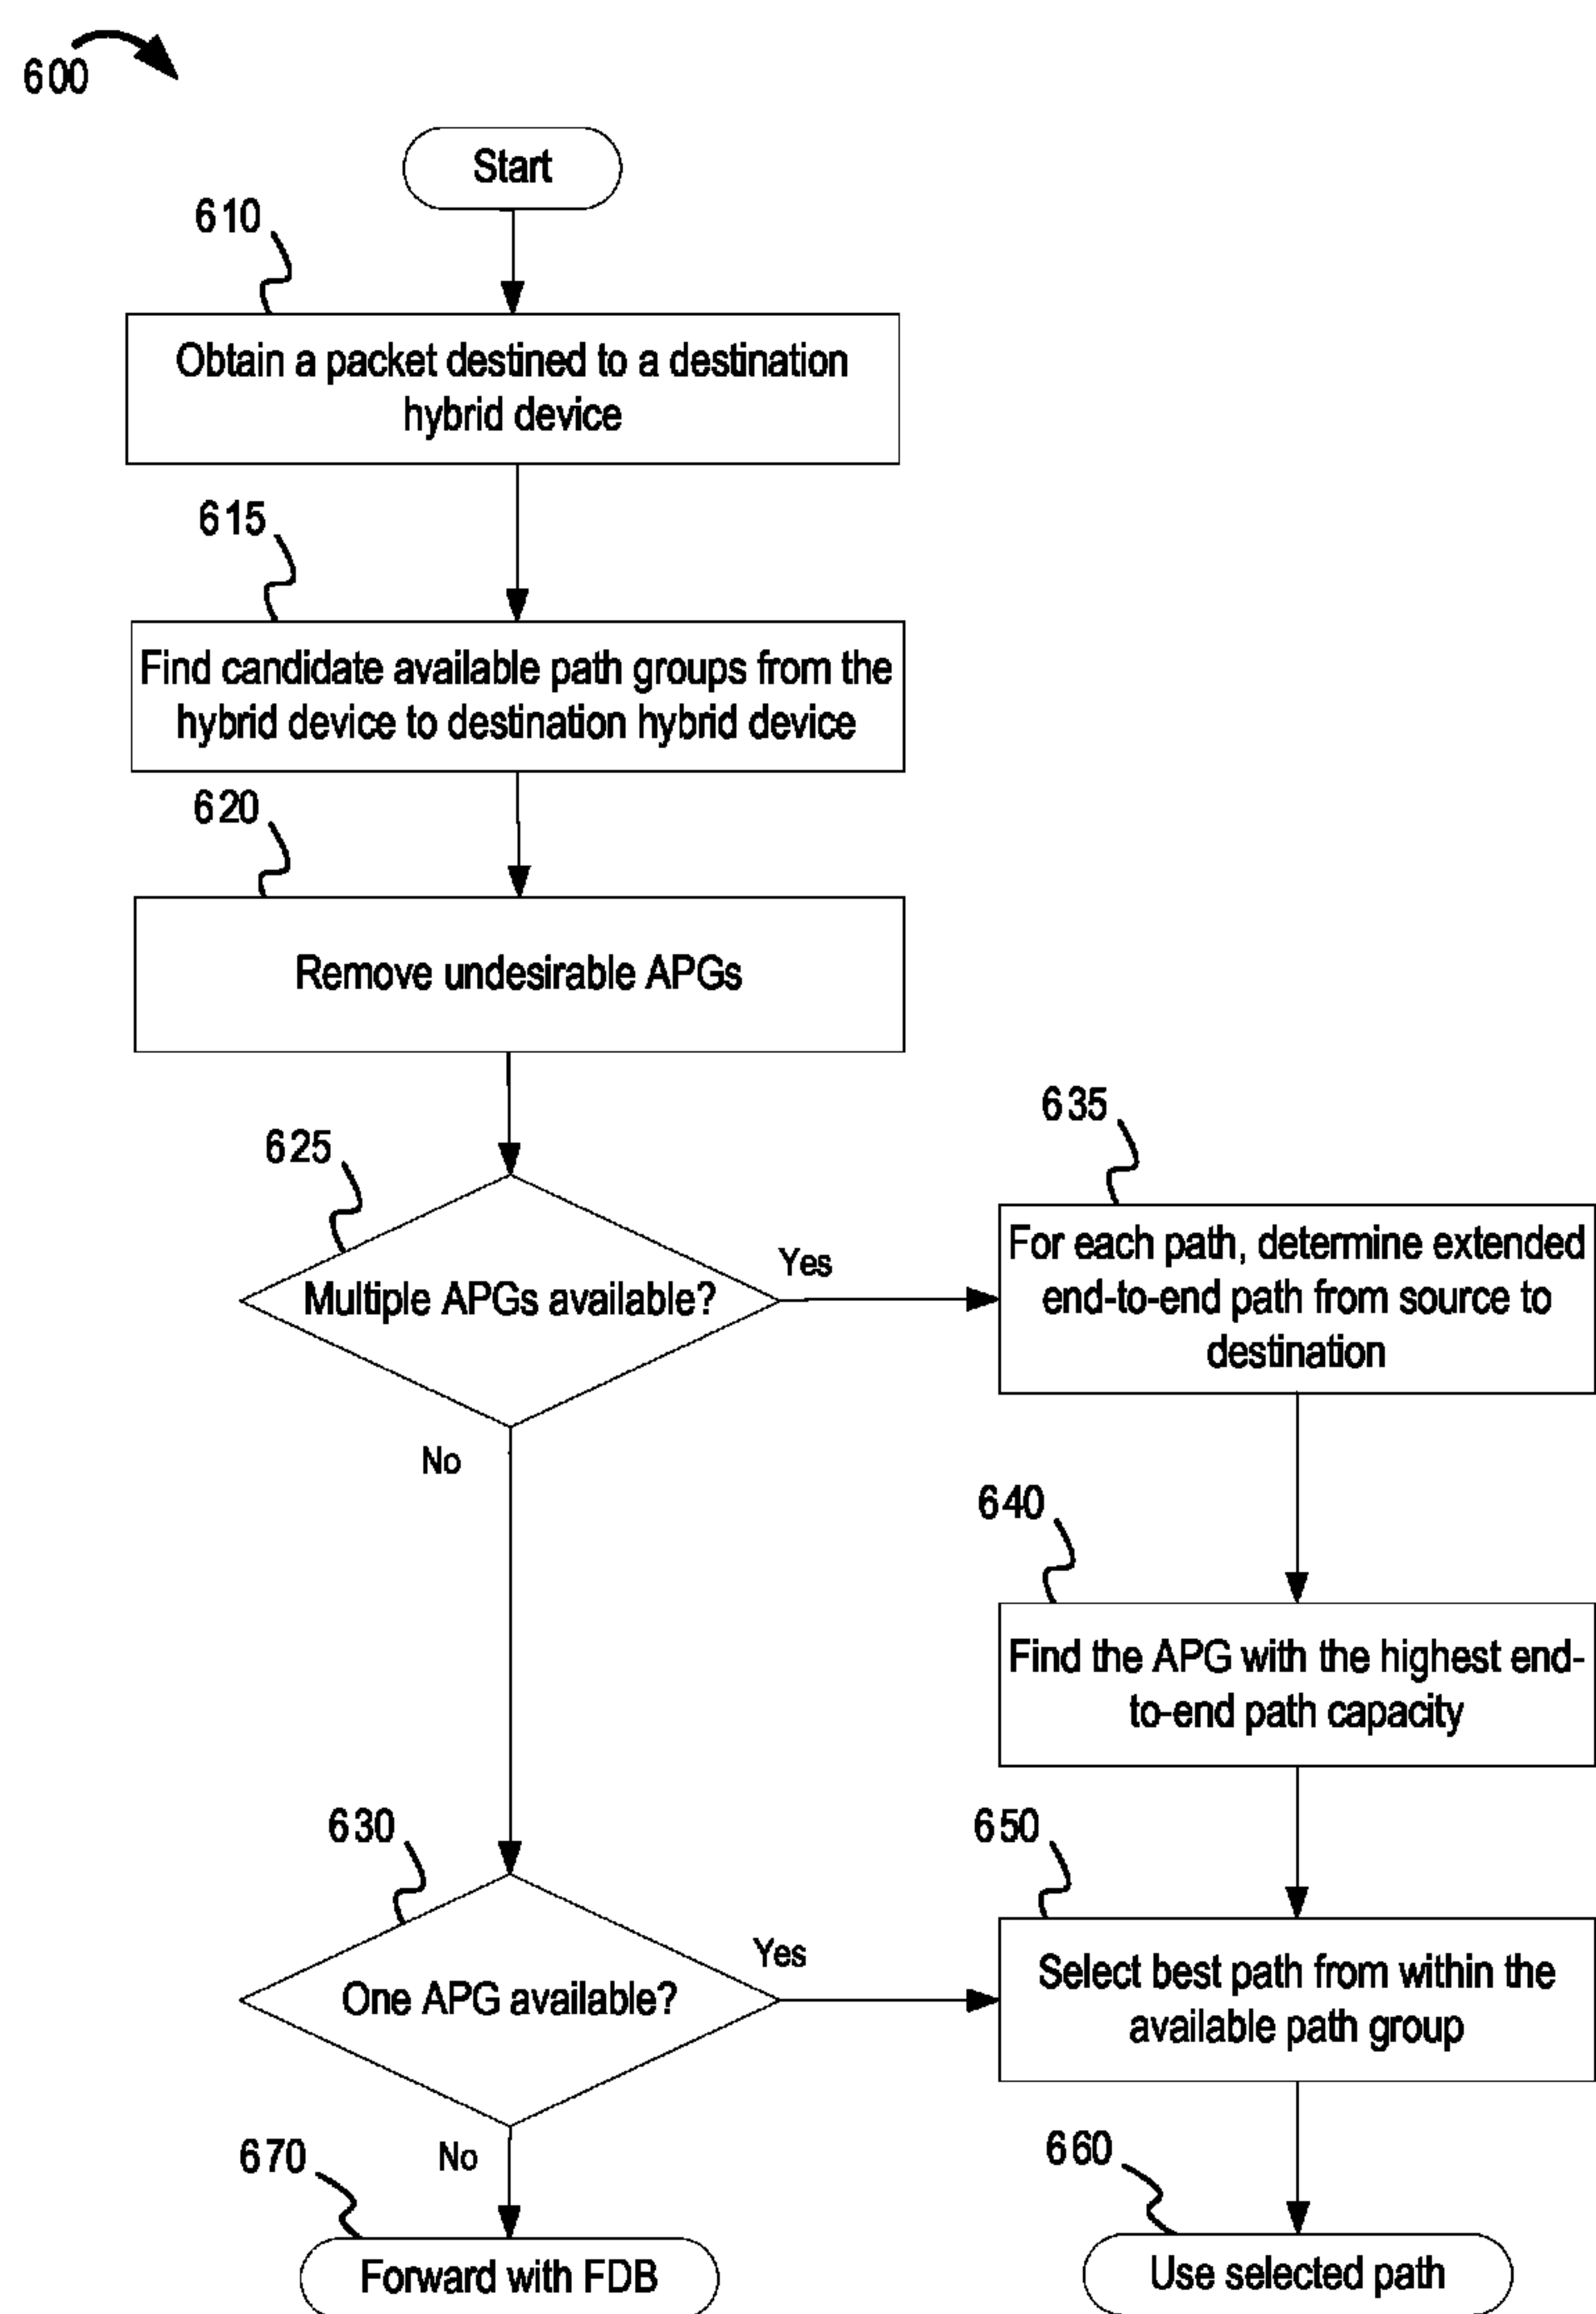 600
Start
610
Obtain a packet destined to a destination
hybrid device
615
Find candidate available path groups from the
hybrid device to destination hybrid device
620
Remove undesirable APGs
625
Multiple APGs available?
Yes
No
635
For each path, determine extended
end-to-end path from source to
destination
640
Find the APG with the highest end-
to-end path capacity
630
One APG available?
Yes
No
650
Select best path from within the
available path group
670
Forward with FDB
660
Use selected path